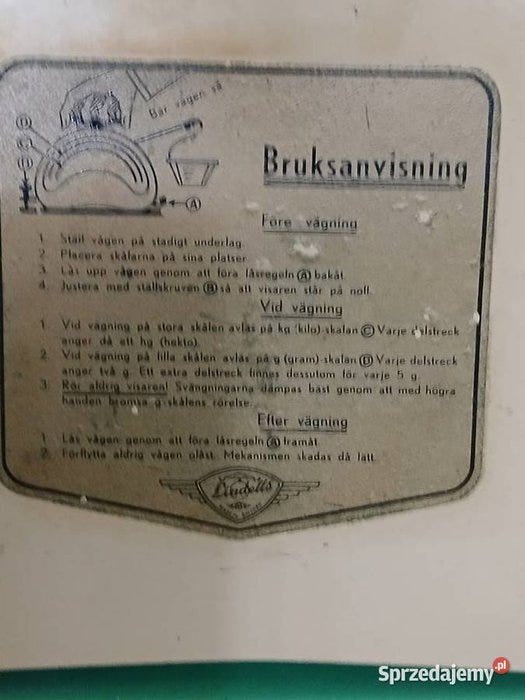 Bär vågen så
Bruksanvisning
Före vägning
1. Ställ vågen på stadigt underlag.
2. Placera skålarna på sina platser.
3. Lås upp vågen genom att föra låsregeln (A) bakåt.
4. Justera med ställskruven (B) så att visaren står på noll.
Vid vägning
1. Vid vägning på stora skålen avläs på kg (kilo)-skalan (C) Varje delstreck
anger då ett hg (hekto).
2. Vid vägning på lilla skålen avläs på g (gram)-skalan (D) Varje delstreck
anger två g. Ett extra delstreck finnes dessutom för varje 5 g.
3. Rör aldrig visaren! Svängningarna dämpas bäst genom att med högra
handen bromsa g-skålens rörelse.
Efter vägning
1. Lås vågen genom att föra låsregeln (A) framåt.
2. Förflytta aldrig vågen olåst. Mekanismen skadas då lätt.
Lindells
Sprzedajemy.pl